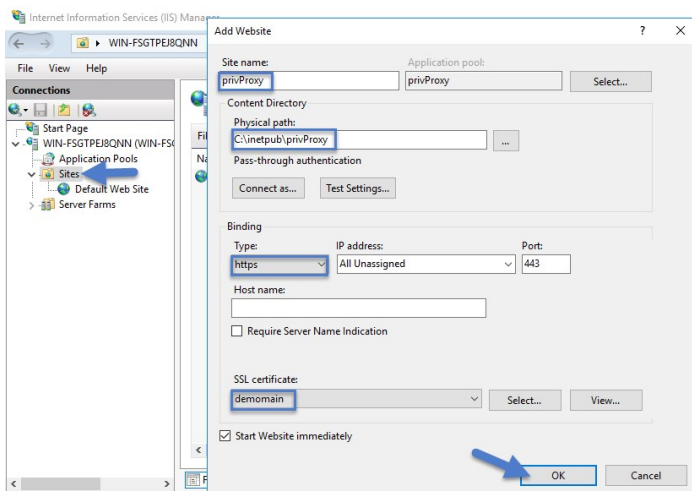 Internet Information Services (IIS) Manager
WIN-FSGTPEJ8QNN
File View Help
Connections
Start Page
WIN-FSGTPEJ8QNN (WIN-FSG
Application Pools
Sites
Default Web Site
Server Farms
Add Website
? X
Site name:
Application pool:
privProxy
privProxy
Select...
Content Directory
Physical path:
C:\inetpub\privProxy
...
Pass-through authentication
Connect as...
Test Settings...
Binding
Type:
IP address:
Port:
https
All Unassigned
443
Host name:
Require Server Name Indication
SSL certificate:
demomain
Select...
View...
Start Website immediately
OK
Cancel